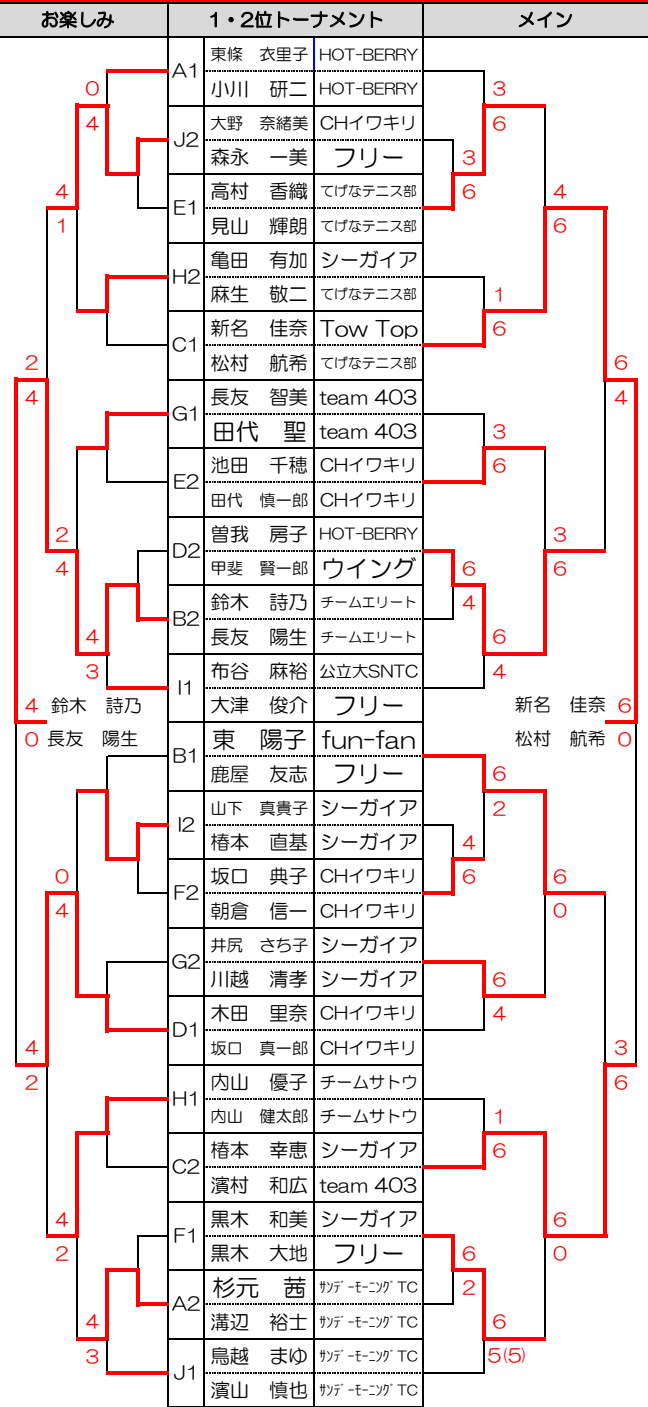 お楽しみ 1・2位トーナメント メイン
A1 東條 衣里子 HOT-BERRY
小川 研二 HOT-BERRY
0 3
4 J2 大野 奈緒美 CHイワキリ 6
森永 一美 フリー 3
4 E1 高村 香織 てげなテニス部 6 4
1 見山 輝朗 てげなテニス部 6
H2 亀田 有加 シーガイア
麻生 敬二 てげなテニス部 1
C1 新名 佳奈 Tow Top 6
2 松村 航希 てげなテニス部 6
4 G1 長友 智美 team 403 4
田代 聖 team 403 3
E2 池田 千穂 CHイワキリ 6
田代 慎一郎 CHイワキリ
2 D2 曽我 房子 HOT-BERRY 3
4 甲斐 賢一郎 ウイング 6 6
B2 鈴木 詩乃 チームエリート 4
4 長友 陽生 チームエリート 6
3 I1 布谷 麻裕 公立大SNTC 4
4 鈴木 詩乃 大津 俊介 フリー 新名 佳奈 6
0 長友 陽生 B1 東 陽子 fun-fan 松村 航希 0
鹿屋 友志 フリー 6
I2 山下 真貴子 シーガイア 2
椿本 直基 シーガイア 4
0 F2 坂口 典子 CHイワキリ 6 6
4 朝倉 信一 CHイワキリ 0
G2 井尻 さち子 シーガイア
川越 清孝 シーガイア 6
D1 木田 里奈 CHイワキリ 4
4 坂口 真一郎 CHイワキリ 3
2 H1 内山 優子 チームサトウ 6
内山 健太郎 チームサトウ 1
C2 椿本 幸恵 シーガイア 6
濱村 和広 team 403
4 F1 黒木 和美 シーガイア 6
2 黒木 大地 フリー 6 0
A2 杉元 茜 サンデーモーニングTC 2
4 溝辺 裕士 サンデーモーニングTC 6
3 J1 鳥越 まゆ サンデーモーニングTC 5(5)
濱山 慎也 サンデーモーニングTC